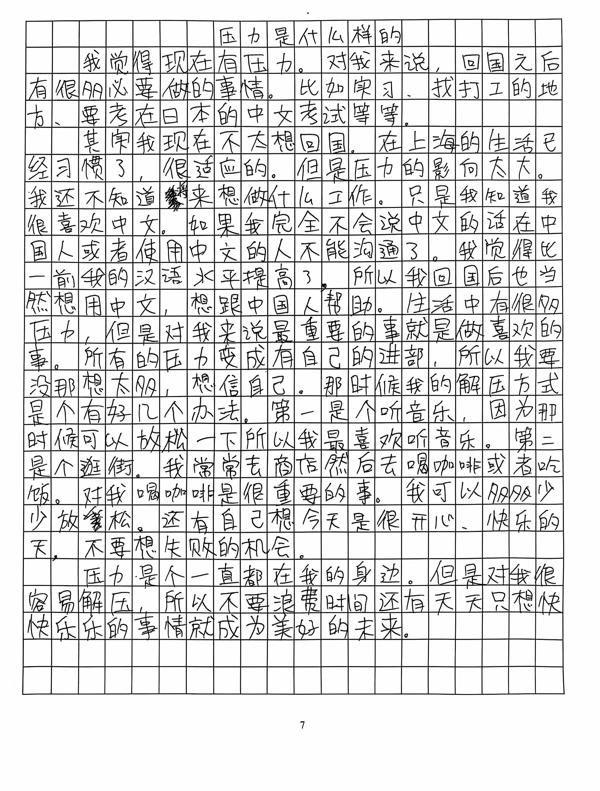 压力是什么样的
我觉得现在有压力。对我来说，回国之后
有很多必要做的事情。比如实习、找打工的地
方、要考在日本的中文考试等等。
其实我现在不太想回国。在上海的生活已
经习惯了，很适应的。但是压力的影向太大。
我还不知道将来想做什么工作。只是我知道我
很喜欢中文。如果我完全不会说中文的话在中
国人或者使用中文的人不能沟通了。我觉得比
一前我的汉语水平提高了。所以我回国后也当
然想用中文，想跟中国人帮助。生活中有很多
压力，但是对我来说最重要的事就是做喜欢的
事。所有的压力变成有自己的进部，所以我要
没那想太多，想信自己。那时候我的解压方式
是个有好几个办法。第一是个听音乐，因为那
时候可以放松一下所以我最喜欢听音乐。第二
是个逛街。我常常去商店然后去喝咖啡或者吃
饭。对我喝咖啡是很重要的事。我可以多多少
少放松。还有自己想今天是很开心、快乐的
天，不要想失败的机会。
压力是个一直都在我的身边。但是对我很
容易解压，所以不要浪费时间还有天天只想快
快乐乐的事情就成为美好的未来。
7